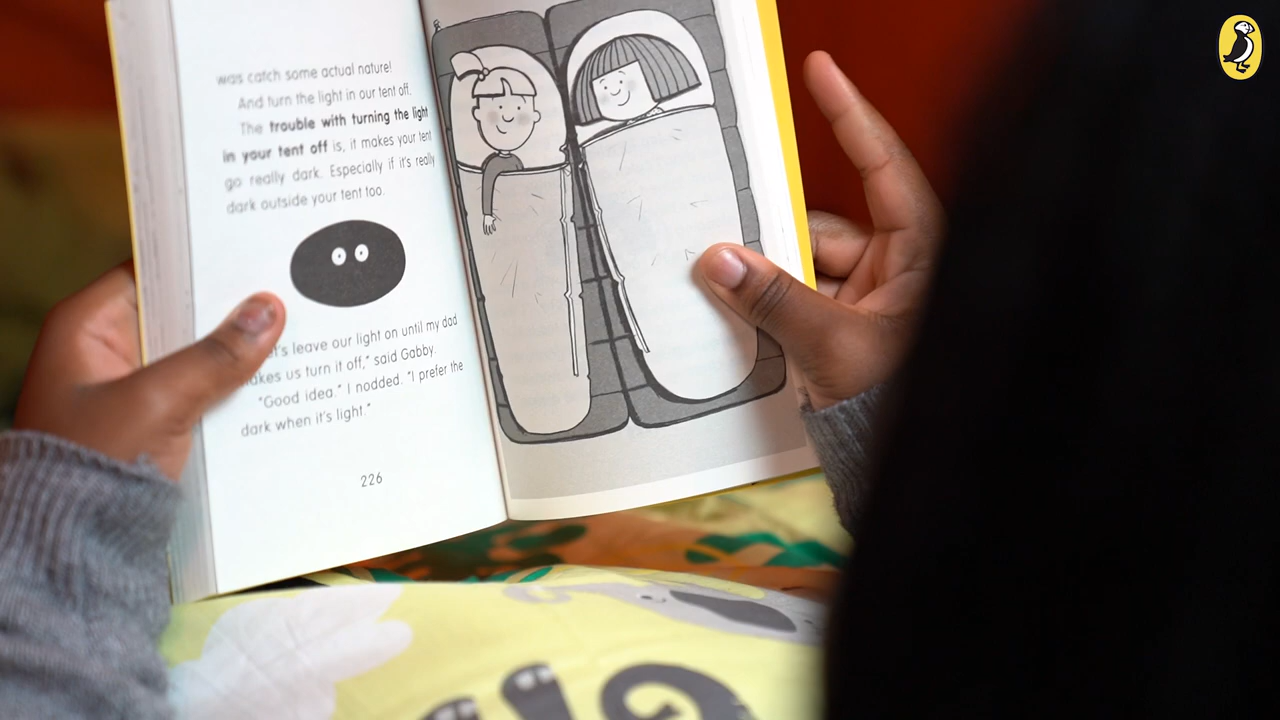 was catch some actual nature!
And turn the light in our tent off.
The trouble with turning the light
in your tent off is, it makes your tent
go really dark. Especially if it's really
dark outside your tent too.
leave our light on until my dad
us turn it off," said Gabby.
"Good idea." I nodded. "I prefer the
dark when it's light."
226